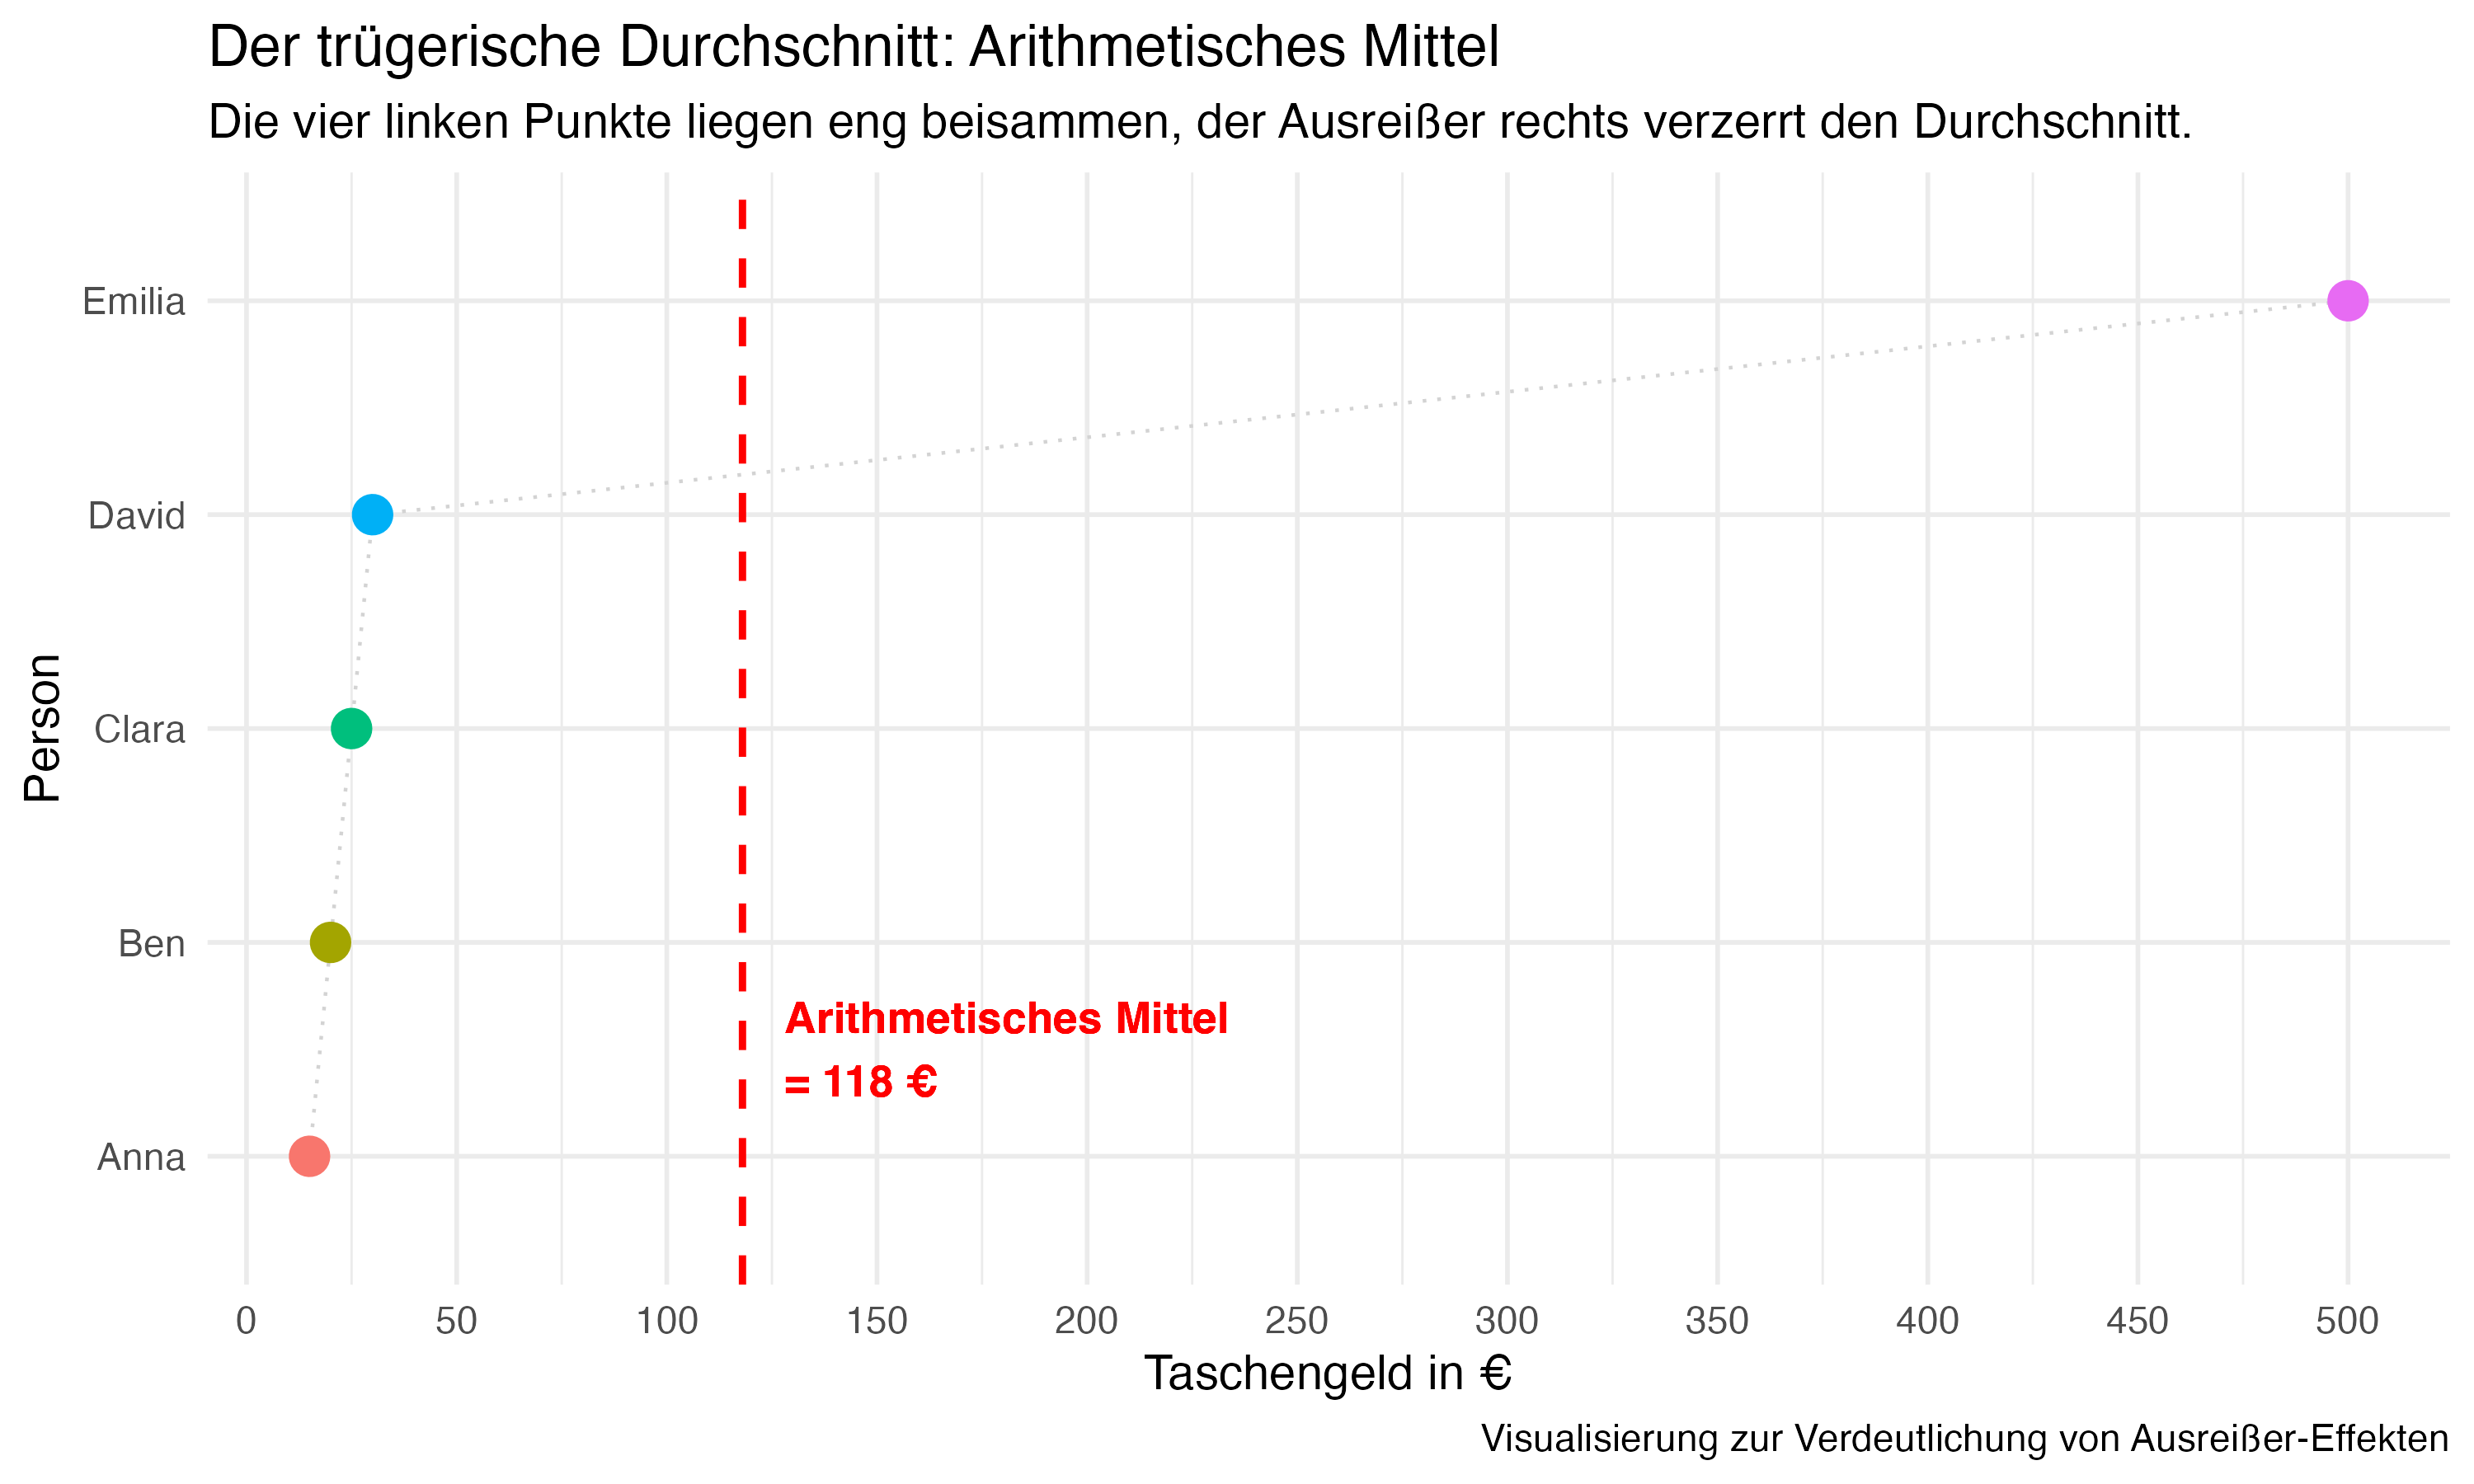 Der trügerische Durchschnitt: Arithmetisches Mittel
Die vier linken Punkte liegen eng beisammen, der Ausreißer rechts verzerrt den Durchschnitt.
Person
Emilia
David
Clara
Ben
Anna
Arithmetisches Mittel
= 118 €
0 50 100 150 200 250 300 350 400 450 500
Taschengeld in €
Visualisierung zur Verdeutlichung von Ausreißer-Effekten